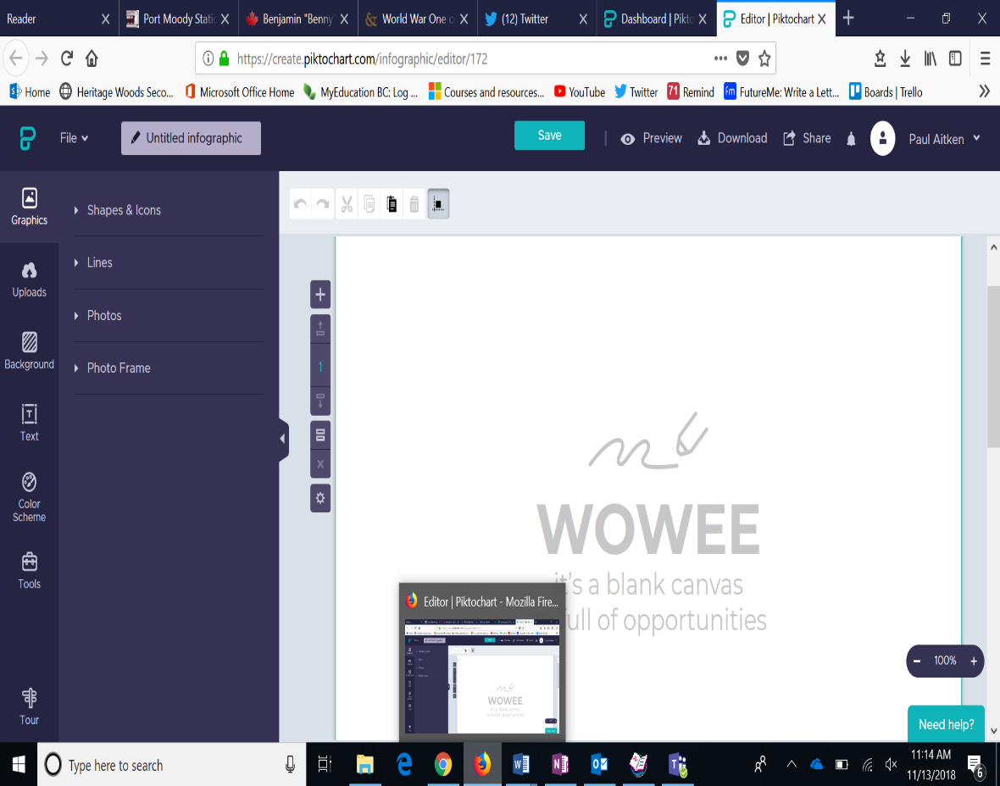 Reader
Port Moody Static
Benjamin "Benny"
World War One c
(12) Twitter
Dashboard | Pikto
Editor | Piktochart
https://create.piktochart.com/infographic/editor/172
Home
Heritage Woods Seco...
Microsoft Office Home
MyEducation BC: Log ...
Courses and resources...
YouTube
Twitter
71 Remind
Fm FutureMe: Write a Lett...
Boards | Trello
File
Untitled infographic
Save
Preview
Download
Share
Paul Aitken
Graphics
Uploads
Background
Text
Color
Scheme
Tools
Tour
Shapes & Icons
Lines
Photos
Photo Frame
1
WOWEE
it's a blank canvas
ull of opportunities
Editor | Piktochart - Mozilla Fire...
WOWEE
100%
Need help?
Type here to search
11:14 AM
11/13/2018
6